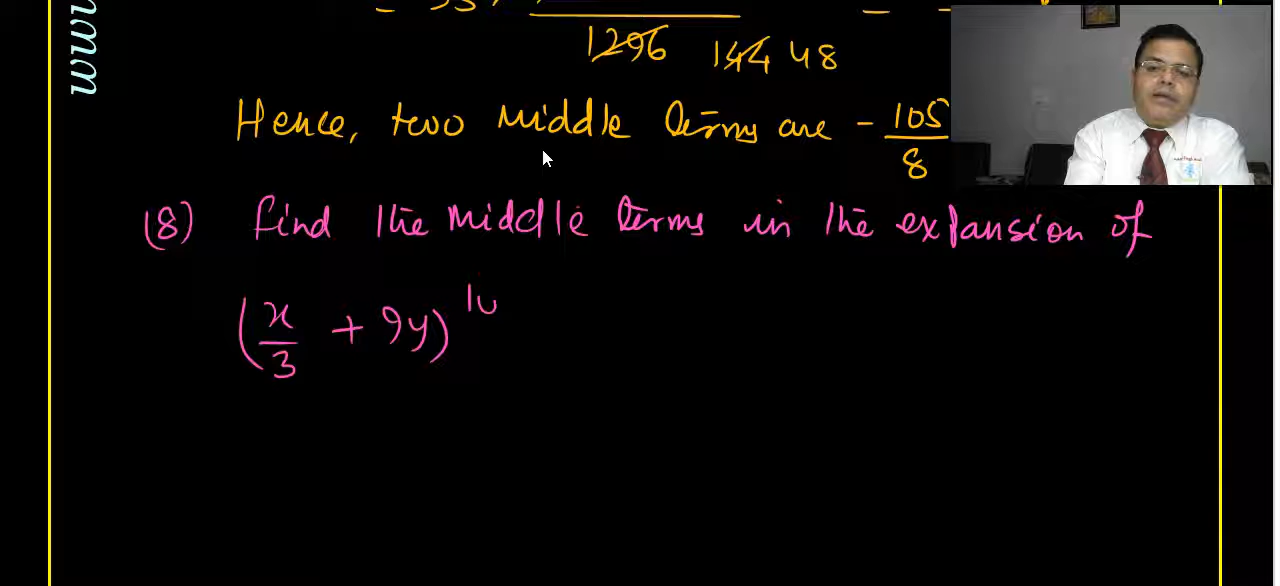 www.
1296 144 48
Hence, two middle terms are - 105/8
(8) find the middle terms in the expansion of
(x/3 + 9y)^10